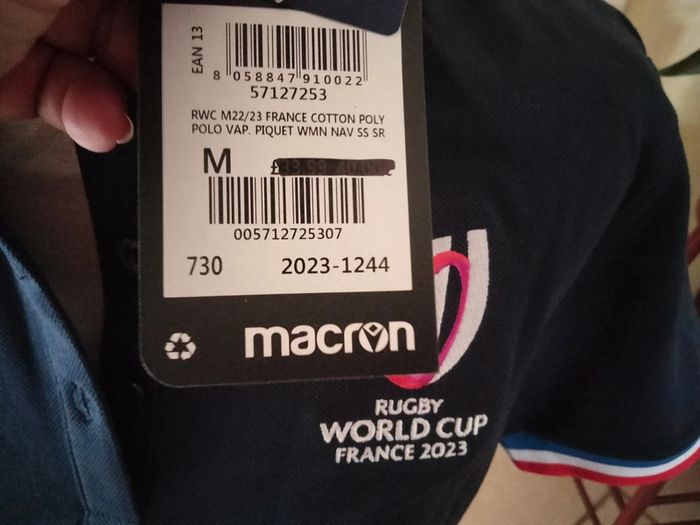 EAN 13
8 058847 910022
57127253
RWC M22/23 FRANCE COTTON POLY
POLO VAP. PIQUET WMN NAV SS SR
M
005712725307
730 2023-1244
macron
RUGBY
WORLD CUP
FRANCE 2023